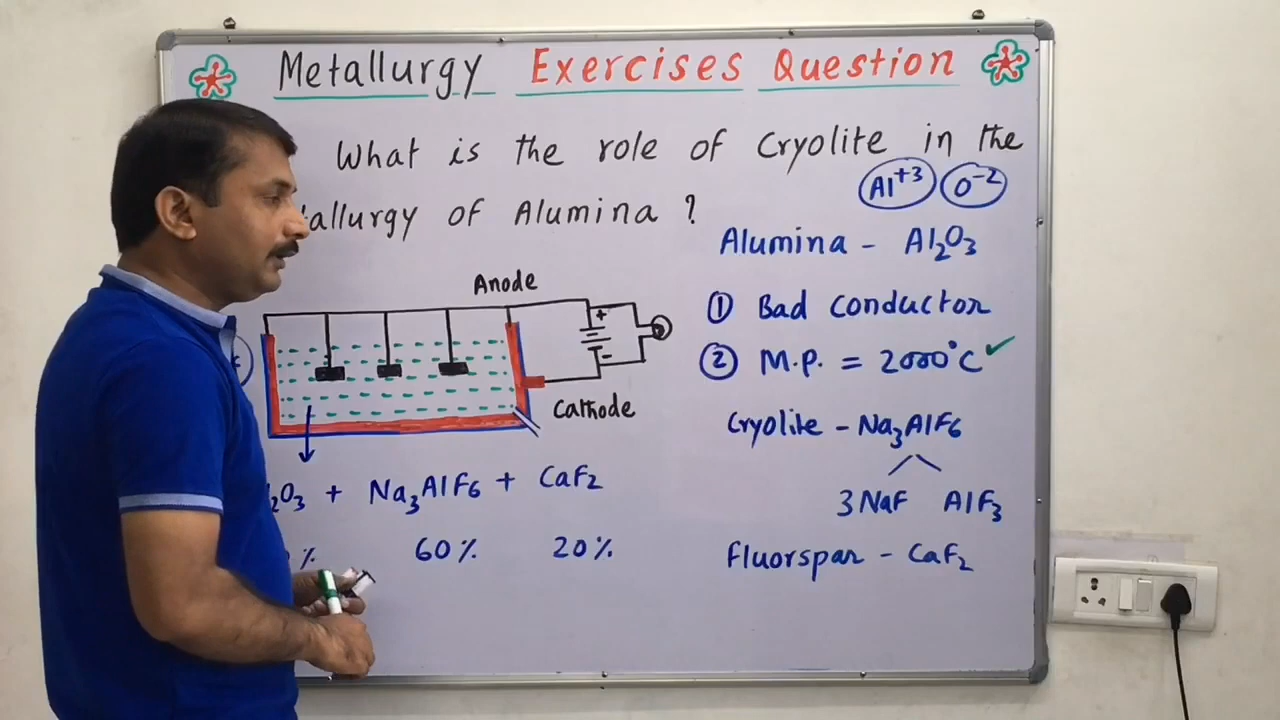 Metallurgy Exercises Question
What is the role of Cryolite in the
allurgy of Alumina ?
Al+3 O-2
Alumina - Al2O3
Anode
+
① Bad conductor
-
② M.P. = 2000°C ✓
Cathode
Cryolite - Na3AlF6
2O3 + Na3AlF6 + CaF2
3NaF AlF3
% 60% 20%
Fluorspar - CaF2